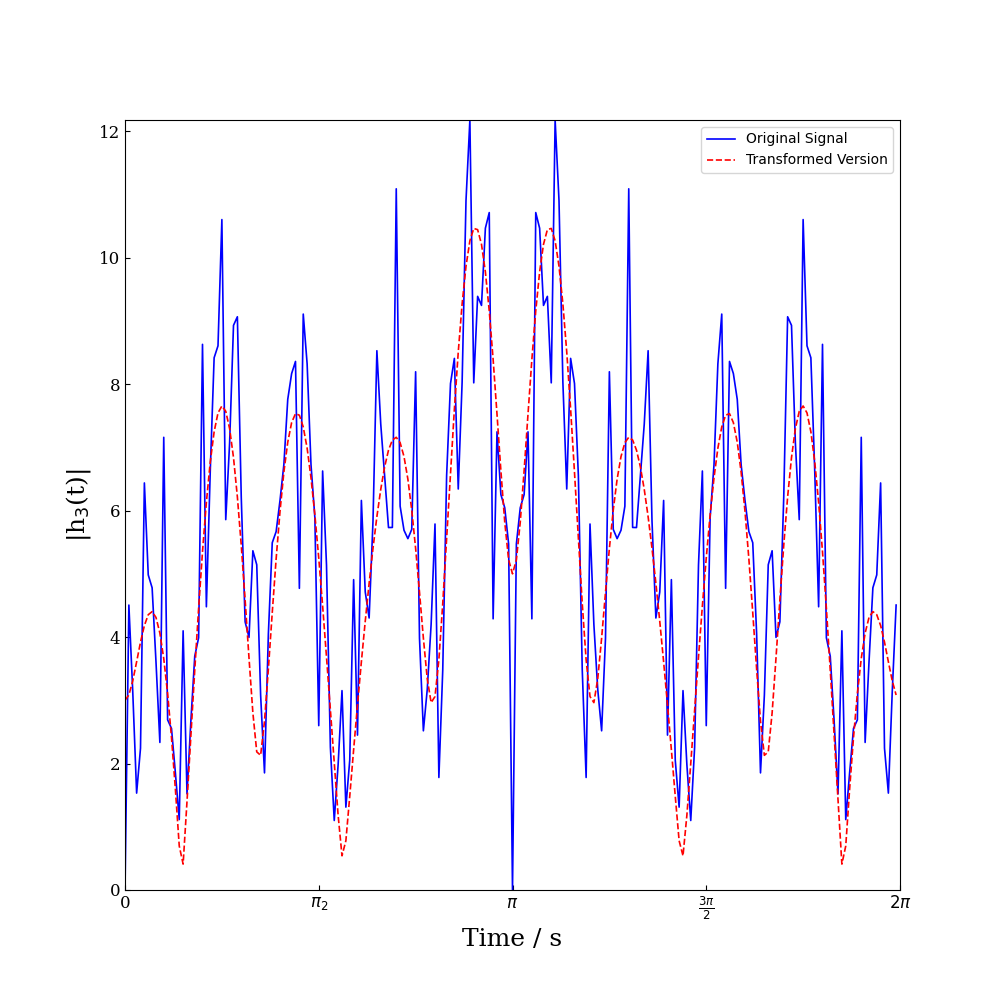 Original Signal
Transformed Version
|h₃(t)|
12
10
8
6
4
2
0
0 π₂ π 3π/2 2π
Time / s